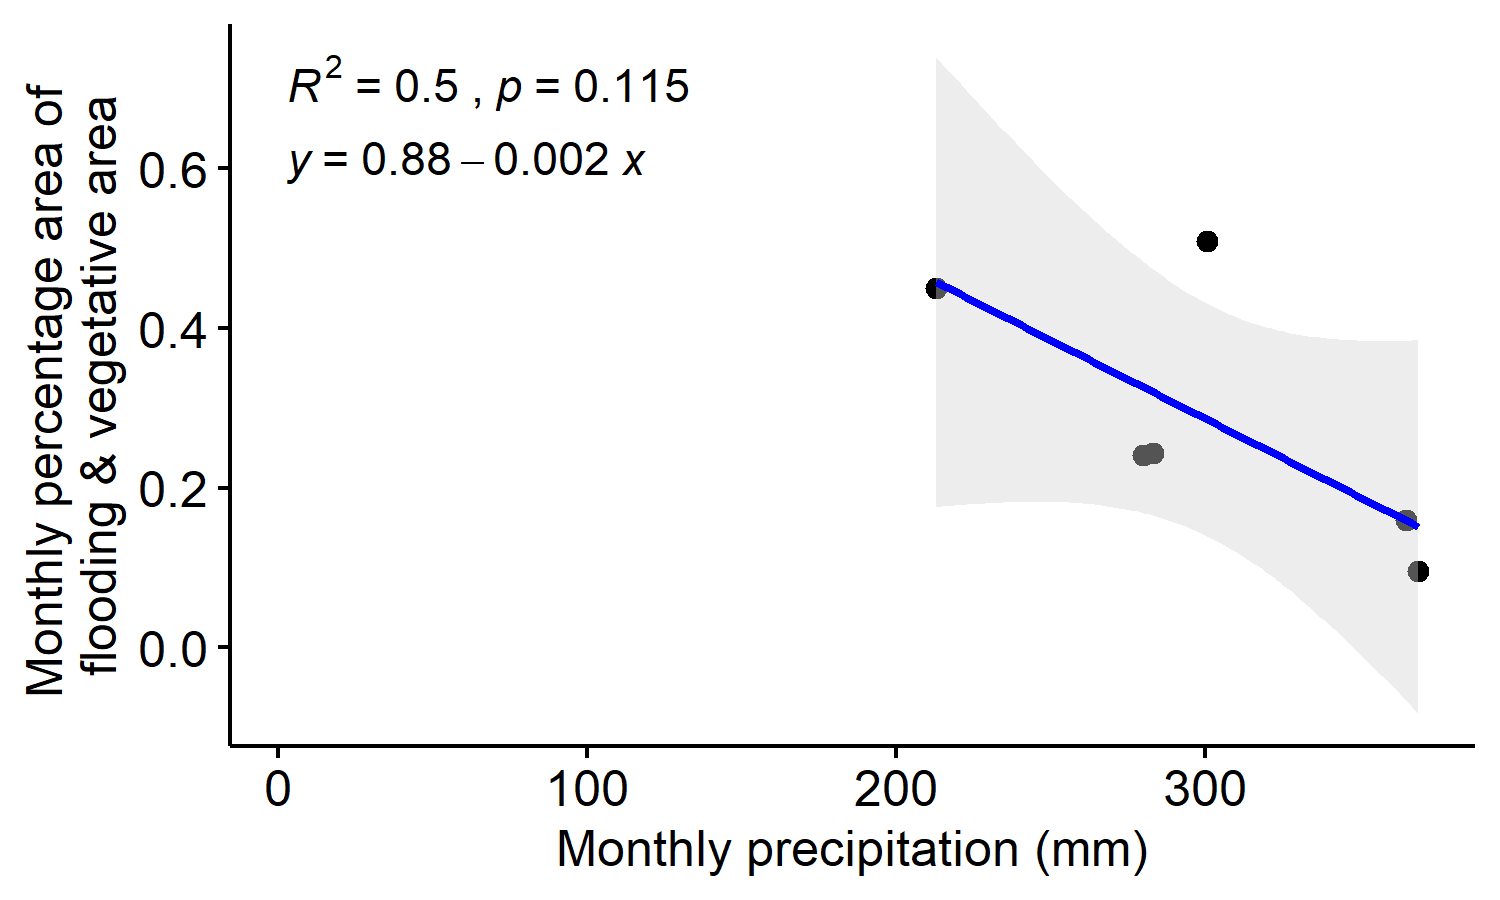 R² = 0.5 , p = 0.115
y = 0.88 – 0.002 x
Monthly percentage area of
flooding & vegetative area
0.6
0.4
0.2
0.0
0 100 200 300
Monthly precipitation (mm)